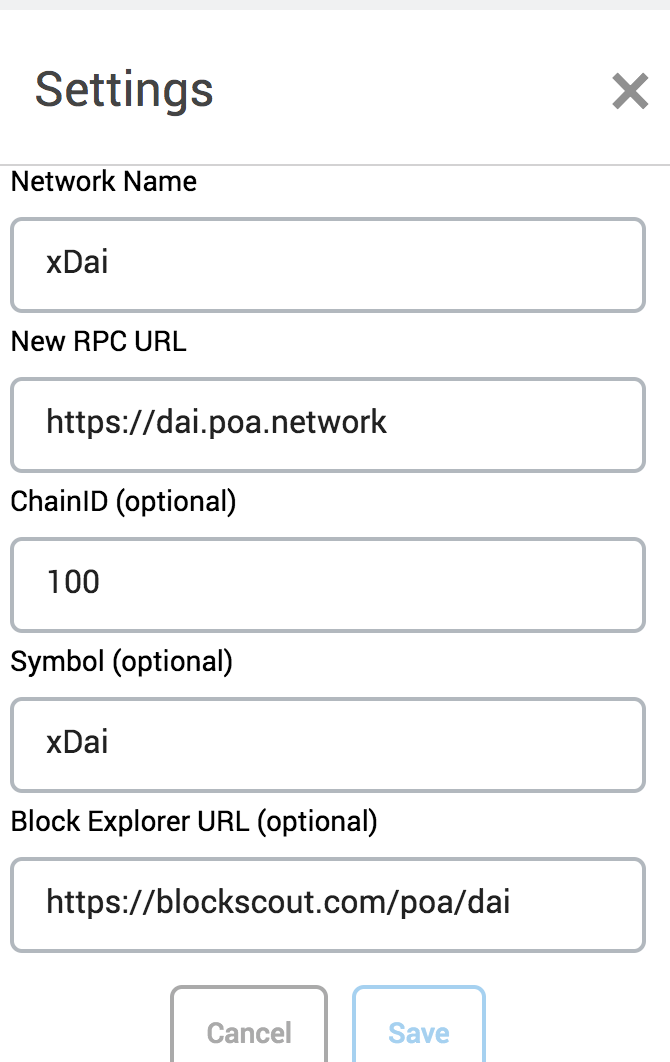 Settings
Network Name
xDai
New RPC URL
https://dai.poa.network
ChainID (optional)
100
Symbol (optional)
xDai
Block Explorer URL (optional)
https://blockscout.com/poa/dai
Cancel Save